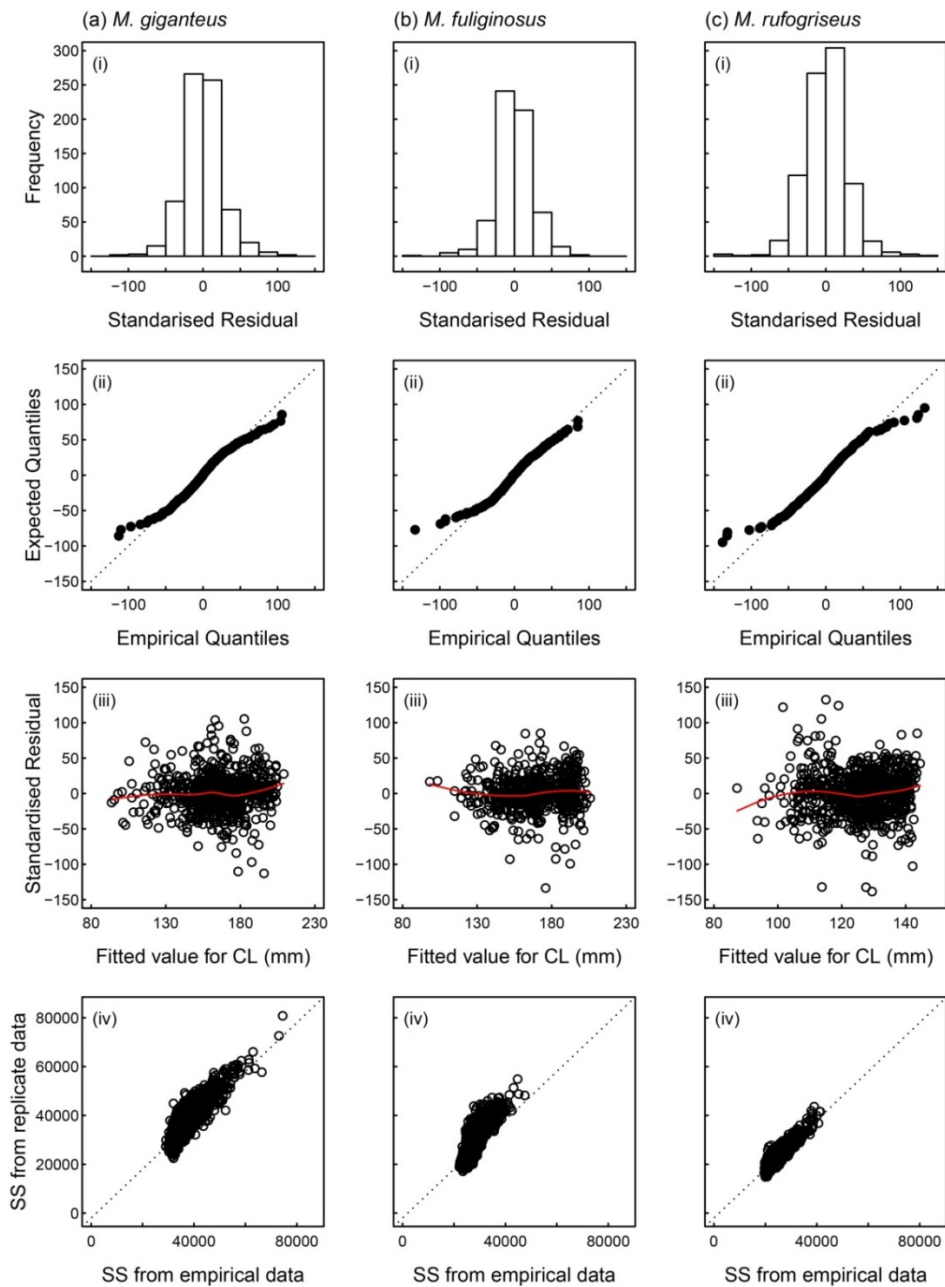 (a) M. giganteus (b) M. fuliginosus (c) M. rufogriseus
(i) (i) (i)
Frequency
300
250
200
150
100
50
0
−100 0 100 −100 0 100 −100 0 100
Standarised Residual Standarised Residual Standarised Residual
(ii) (ii) (ii)
Expected Quantiles
150
100
50
0
−50
−100
−150
−100 0 100 −100 0 100 −100 0 100
Empirical Quantiles Empirical Quantiles Empirical Quantiles
(iii) (iii) (iii)
Standarised Residual
150 150 150
100 100 100
50 50 50
0 0 0
−50 −50 −50
−100 −100 −100
−150 −150 −150
80 130 180 230 80 130 180 230 80 100 120 140
Fitted value for CL (mm) Fitted value for CL (mm) Fitted value for CL (mm)
(iv) (iv) (iv)
SS from replicate data
80000
60000
40000
20000
0
0 40000 80000 0 40000 80000 0 40000 80000
SS from empirical data SS from empirical data SS from empirical data